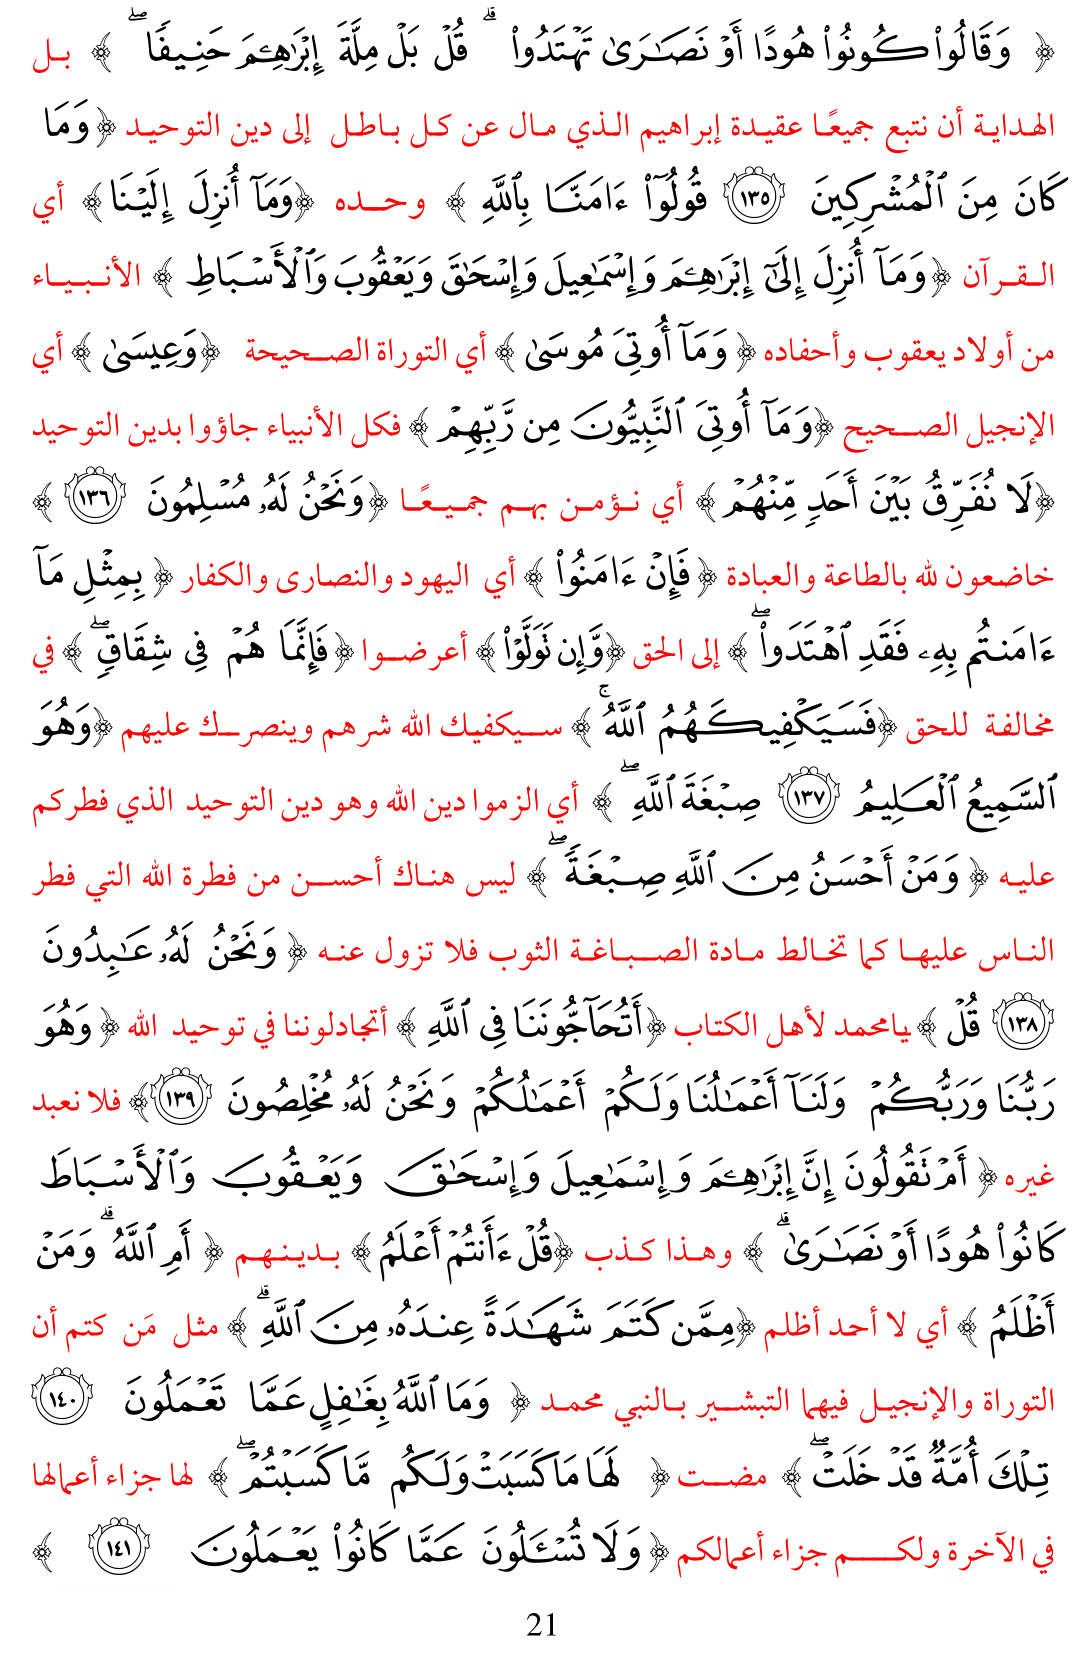 ﴿ وَقَالُواْ كُونُواْ هُودًا أَوۡ نَصَٰرَىٰ تَهۡتَدُواْۗ قُلۡ بَلۡ مِلَّةَ إِبۡرَٰهِـۧمَ حَنِيفٗاۖ ﴾ بل
الهداية أن نتبع جميعًا عقيدة إبراهيم الذي مال عن كل باطل إلى دين التوحيد ﴿وَمَا
كَانَ مِنَ ٱلۡمُشۡرِكِينَ ١٣٥ قُولُوٓاْ ءَامَنَّا بِٱللَّهِ ﴾ وحده ﴿وَمَآ أُنزِلَ إِلَيۡنَا﴾ أي
القرآن ﴿وَمَآ أُنزِلَ إِلَىٰٓ إِبۡرَٰهِـۧمَ وَإِسۡمَٰعِيلَ وَإِسۡحَٰقَ وَيَعۡقُوبَ وَٱلۡأَسۡبَاطِ ﴾ الأنبياء
من أولاد يعقوب وأحفاده ﴿ وَمَآ أُوتِيَ مُوسَىٰ ﴾ أي التوراة الصحيحة ﴿وَعِيسَىٰ ﴾ أي
الإنجيل الصحيح ﴿وَمَآ أُوتِيَ ٱلنَّبِيُّونَ مِن رَّبِّهِمۡ ﴾ فكل الأنبياء جاؤوا بدين التوحيد
﴿لَا نُفَرِّقُ بَيۡنَ أَحَدٖ مِّنۡهُمۡ ﴾ أي نؤمن بهم جميعًا ﴿وَنَحۡنُ لَهُۥ مُسۡلِمُونَ ١٣٦ ﴾
خاضعون لله بالطاعة والعبادة ﴿ فَإِنۡ ءَامَنُواْ ﴾ أي اليهود والنصارى والكفار ﴿ بِمِثۡلِ مَآ
ءَامَنتُم بِهِۦ فَقَدِ ٱهۡتَدَواْۖ ﴾ إلى الحق ﴿وَّإِن تَوَلَّوۡاْ ﴾ أعرضوا ﴿فَإِنَّمَا هُمۡ فِي شِقَاقٖۖ ﴾ في
مخالفة للحق ﴿فَسَيَكۡفِيكَهُمُ ٱللَّهُۚ ﴾ سيكفيك الله شرهم وينصرك عليهم ﴿وَهُوَ
ٱلسَّمِيعُ ٱلۡعَلِيمُ ١٣٧ صِبۡغَةَ ٱللَّهِۖ ﴾ أي الزموا دين الله وهو دين التوحيد الذي فطركم
عليه ﴿ وَمَنۡ أَحۡسَنُ مِنَ ٱللَّهِ صِبۡغَةٗۖ ﴾ ليس هناك أحسن من فطرة الله التي فطر
الناس عليها كما تخالط مادة الصباغة الثوب فلا تزول عنه ﴿ وَنَحۡنُ لَهُۥ عَٰبِدُونَ
١٣٨ قُلۡ ﴾ يامحمد لأهل الكتاب ﴿أَتُحَآجُّونَنَا فِي ٱللَّهِ ﴾ أتجادلوننا في توحيد الله ﴿ وَهُوَ
رَبُّنَا وَرَبُّكُمۡ وَلَنَآ أَعۡمَٰلُنَا وَلَكُمۡ أَعۡمَٰلُكُمۡ وَنَحۡنُ لَهُۥ مُخۡلِصُونَ ١٣٩﴾ فلا نعبد
غيره ﴿ أَمۡ تَقُولُونَ إِنَّ إِبۡرَٰهِـۧمَ وَإِسۡمَٰعِيلَ وَإِسۡحَٰقَ وَيَعۡقُوبَ وَٱلۡأَسۡبَاطَ
كَانُواْ هُودًا أَوۡ نَصَٰرَىٰۗ ﴾ وهذا كذب ﴿قُلۡ ءَأَنتُمۡ أَعۡلَمُ ﴾ بدينهم ﴿ أَمِ ٱللَّهُۗ وَمَنۡ
أَظۡلَمُ ﴾ أي لا أحد أظلم ﴿مِمَّن كَتَمَ شَهَٰدَةً عِندَهُۥ مِنَ ٱللَّهِۗ ﴾ مثل مَن كتم أن
التوراة والإنجيل فيهما التبشير بالنبي محمد ﴿ وَمَا ٱللَّهُ بِغَٰفِلٍ عَمَّا تَعۡمَلُونَ ١٤٠
تِلۡكَ أُمَّةٞ قَدۡ خَلَتۡۖ ﴾ مضت ﴿ لَهَا مَا كَسَبَتۡ وَلَكُم مَّا كَسَبۡتُمۡۖ ﴾ لها جزاء أعمالها
في الآخرة ولكم جزاء أعمالكم ﴿ وَلَا تُسۡـَٔلُونَ عَمَّا كَانُواْ يَعۡمَلُونَ ١٤١ ﴾
21